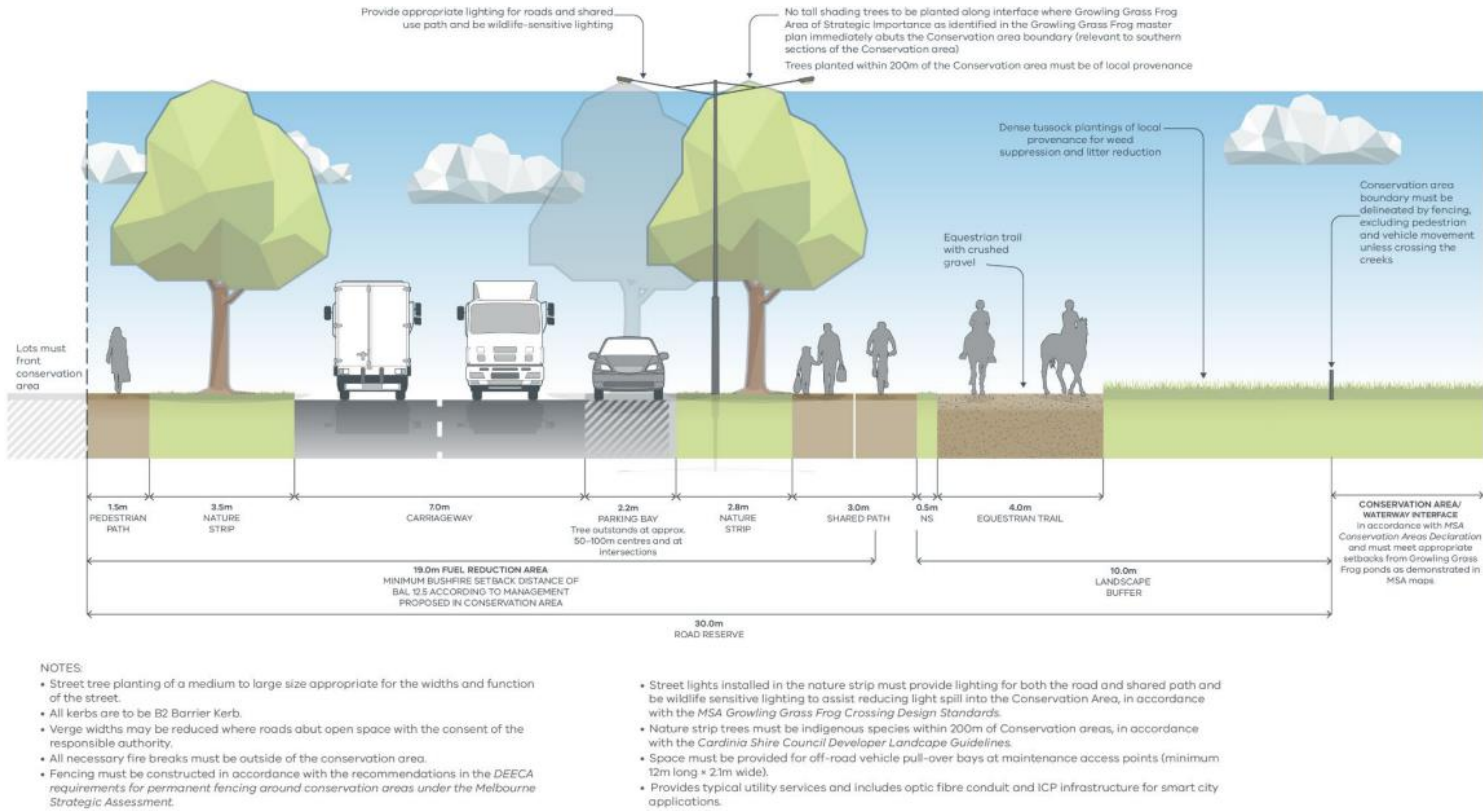 Provide appropriate lighting for roads and shared
use path and be wildlife-sensitive lighting
No tall shading trees to be planted along interface where Growling Grass Frog
Area of Strategic Importance as identified in the Growling Grass Frog master
plan immediately abuts the Conservation area boundary (relevant to southern
sections of the Conservation area)
Trees planted within 200m of the Conservation area must be of local provenance
Dense tussock plantings of local
provenance for weed
suppression and litter reduction
Conservation area
boundary must be
delineated by fencing,
excluding pedestrian
and vehicle movement
unless crossing the
creeks
Equestrian trail
with crushed
gravel
Lots must
front
conservation
area
1.5m
PEDESTRIAN
PATH
3.5m
NATURE
STRIP
7.0m
CARRIAGEWAY
2.2m
PARKING BAY
Tree outstands at approx.
50-100m centres and at
intersections
2.8m
NATURE
STRIP
3.0m
SHARED PATH
0.5m
NS
4.0m
EQUESTRIAN TRAIL
CONSERVATION AREA/
WATERWAY INTERFACE
in accordance with MSA
Conservation Areas Declaration
and must meet appropriate
setbacks from Growling Grass
Frog ponds as demonstrated in
MSA maps
19.0m FUEL REDUCTION AREA
MINIMUM BUSHFIRE SETBACK DISTANCE OF
BAL 12.5 ACCORDING TO MANAGEMENT
PROPOSED IN CONSERVATION AREA
10.0m
LANDSCAPE
BUFFER
30.0m
ROAD RESERVE
NOTES:
• Street tree planting of a medium to large size appropriate for the widths and function
of the street.
• All kerbs are to be B2 Barrier Kerb.
• Verge widths may be reduced where roads abut open space with the consent of the
responsible authority.
• All necessary fire breaks must be outside of the conservation area.
• Fencing must be constructed in accordance with the recommendations in the DEECA
requirements for permanent fencing around conservation areas under the Melbourne
Strategic Assessment.
• Street lights installed in the nature strip must provide lighting for both the road and shared path and
be wildlife sensitive lighting to assist reducing light spill into the Conservation Area, in accordance
with the MSA Growling Grass Frog Crossing Design Standards.
• Nature strip trees must be indigenous species within 200m of Conservation areas, in accordance
with the Cardinia Shire Council Developer Landcape Guidelines.
• Space must be provided for off-road vehicle pull-over bays at maintenance access points (minimum
12m long × 2.1m wide).
• Provides typical utility services and includes optic fibre conduit and ICP infrastructure for smart city
applications.